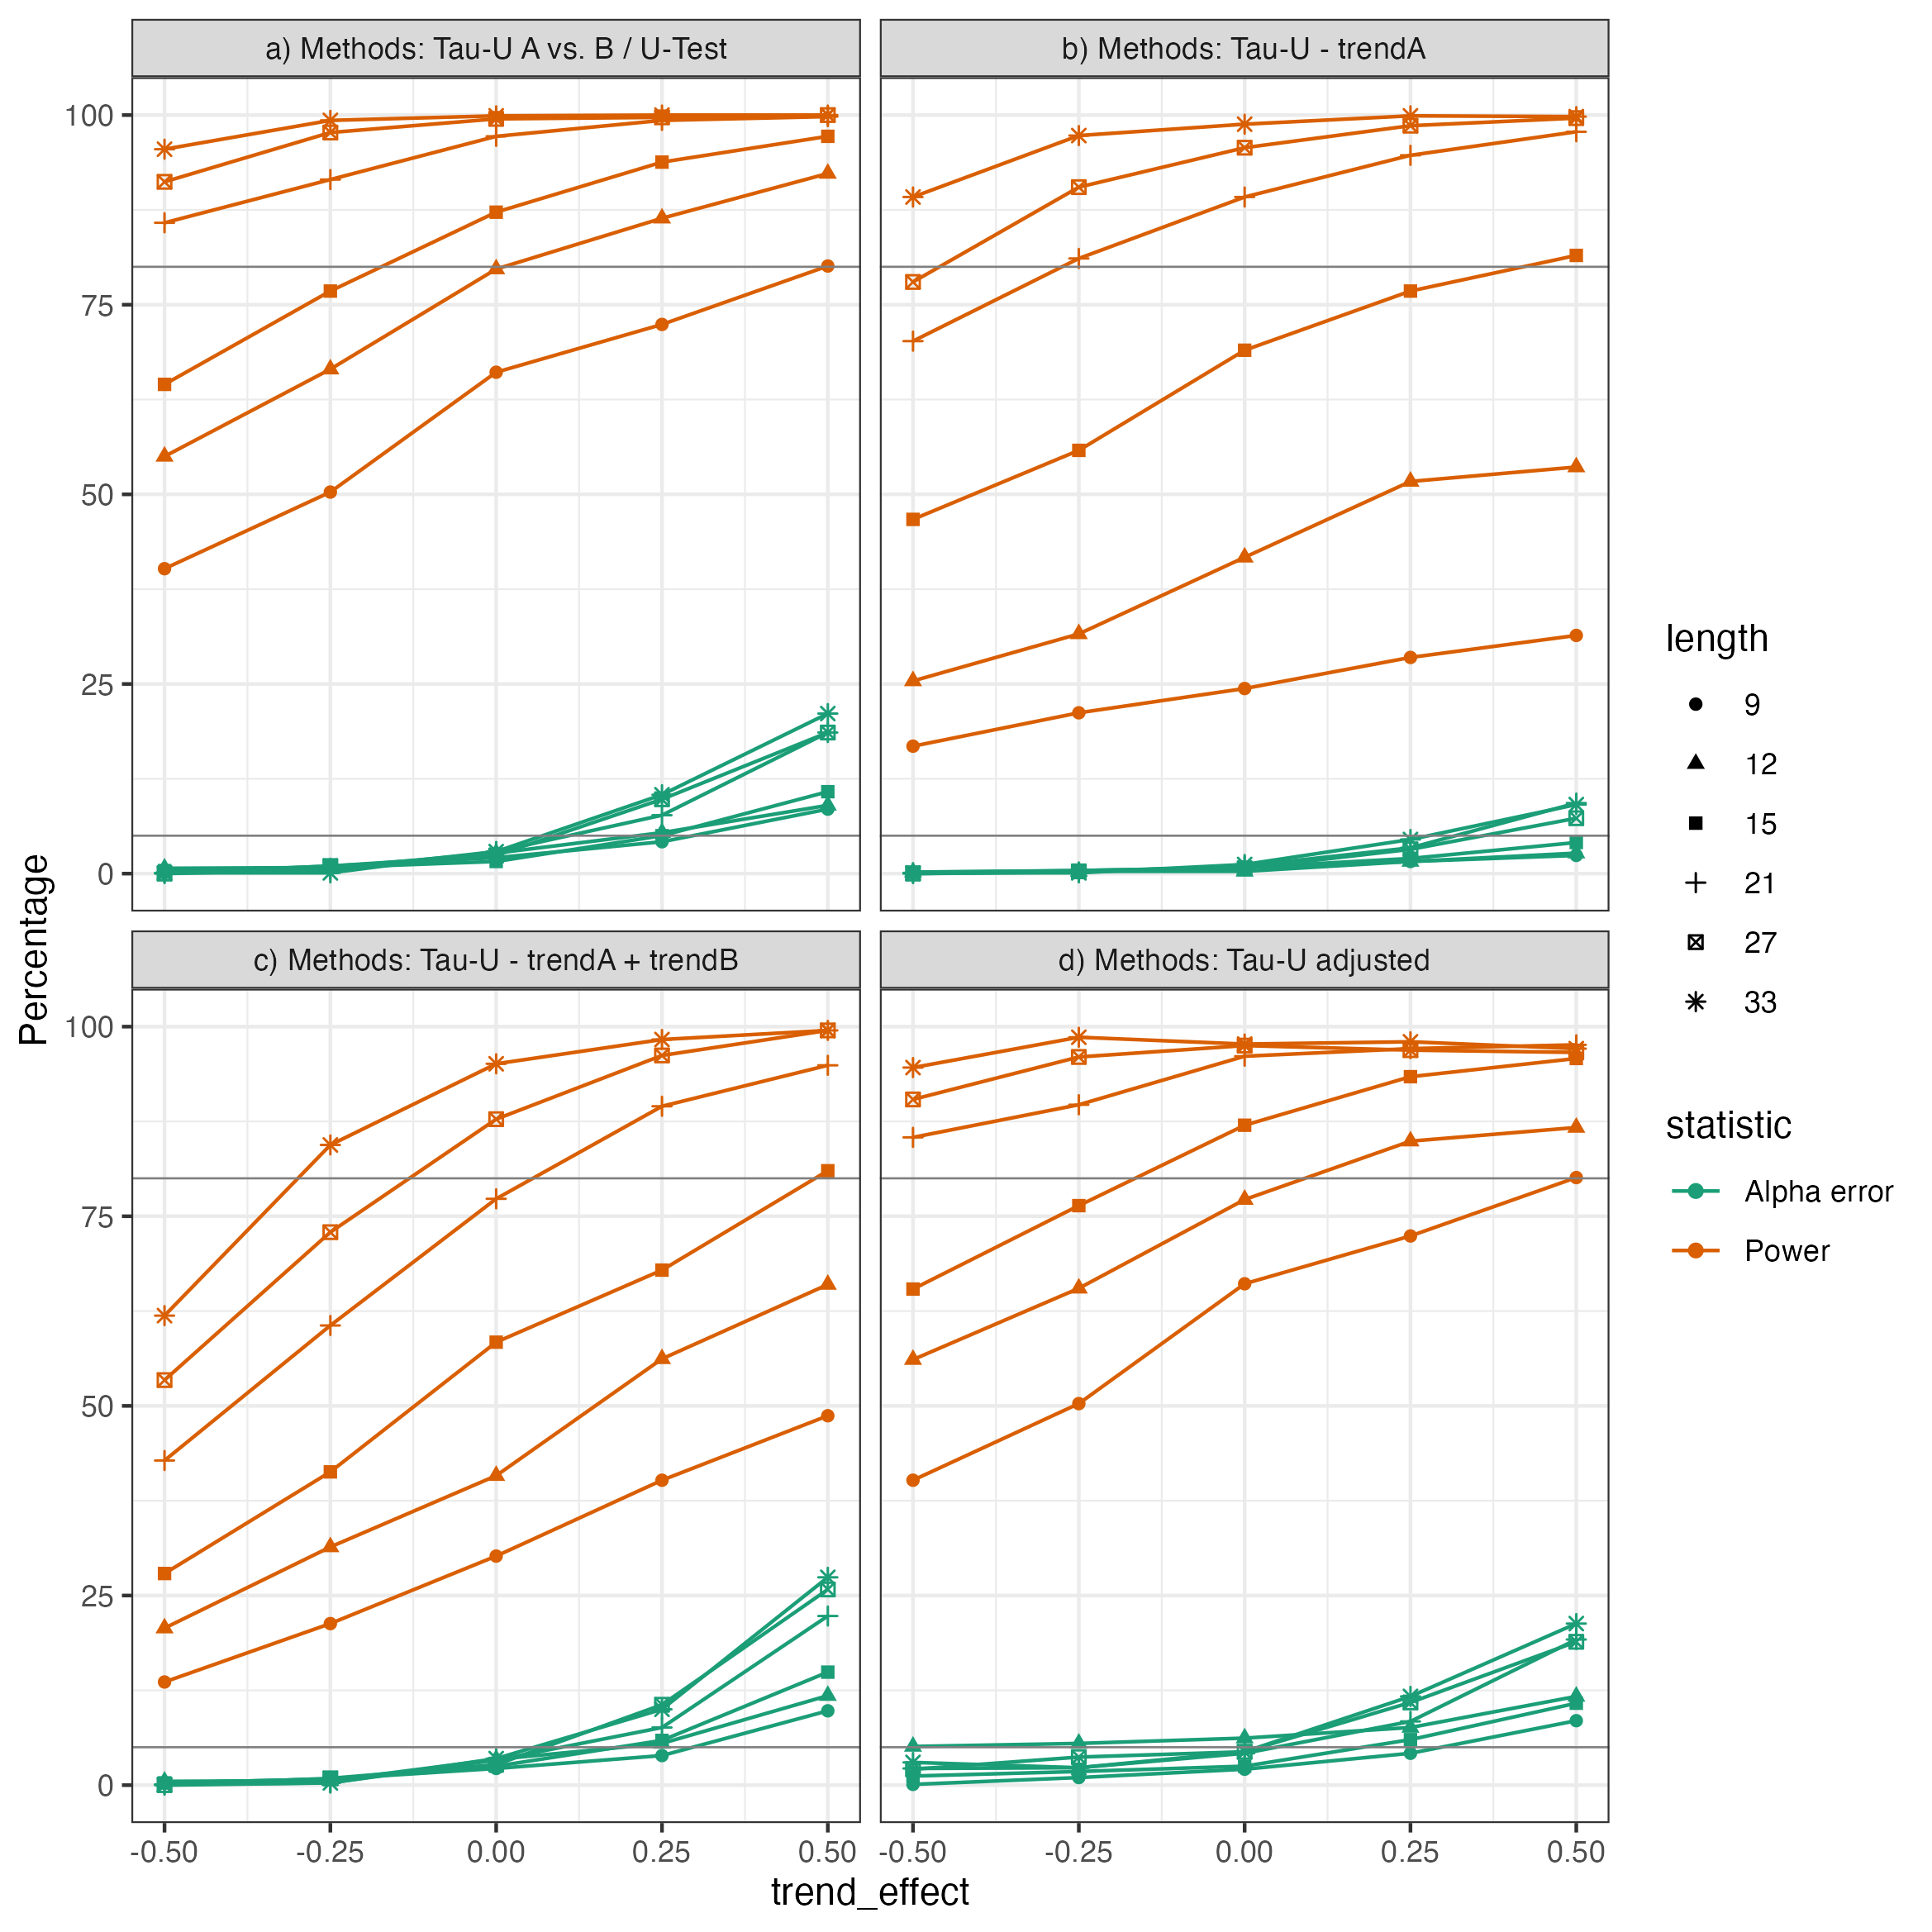 a) Methods: Tau-U A vs. B / U-Test
b) Methods: Tau-U - trendA
100
75
50
25
0
c) Methods: Tau-U - trendA + trendB
d) Methods: Tau-U adjusted
100
75
50
25
0
-0.50 -0.25 0.00 0.25 0.50
-0.50 -0.25 0.00 0.25 0.50
trend_effect
Percentage
length
9
12
15
21
27
33
statistic
Alpha error
Power